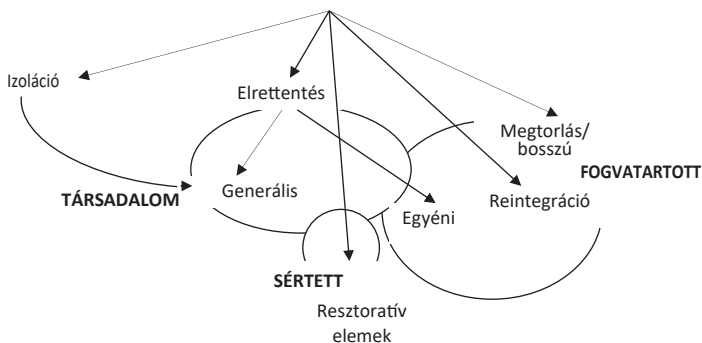 Izoláció
Elrettentés
Megtorlás/
bosszú
FOGVATARTOTT
TÁRSADALOM
Generális
Egyéni
Reintegráció
SÉRTETT
Resztoratív
elemek